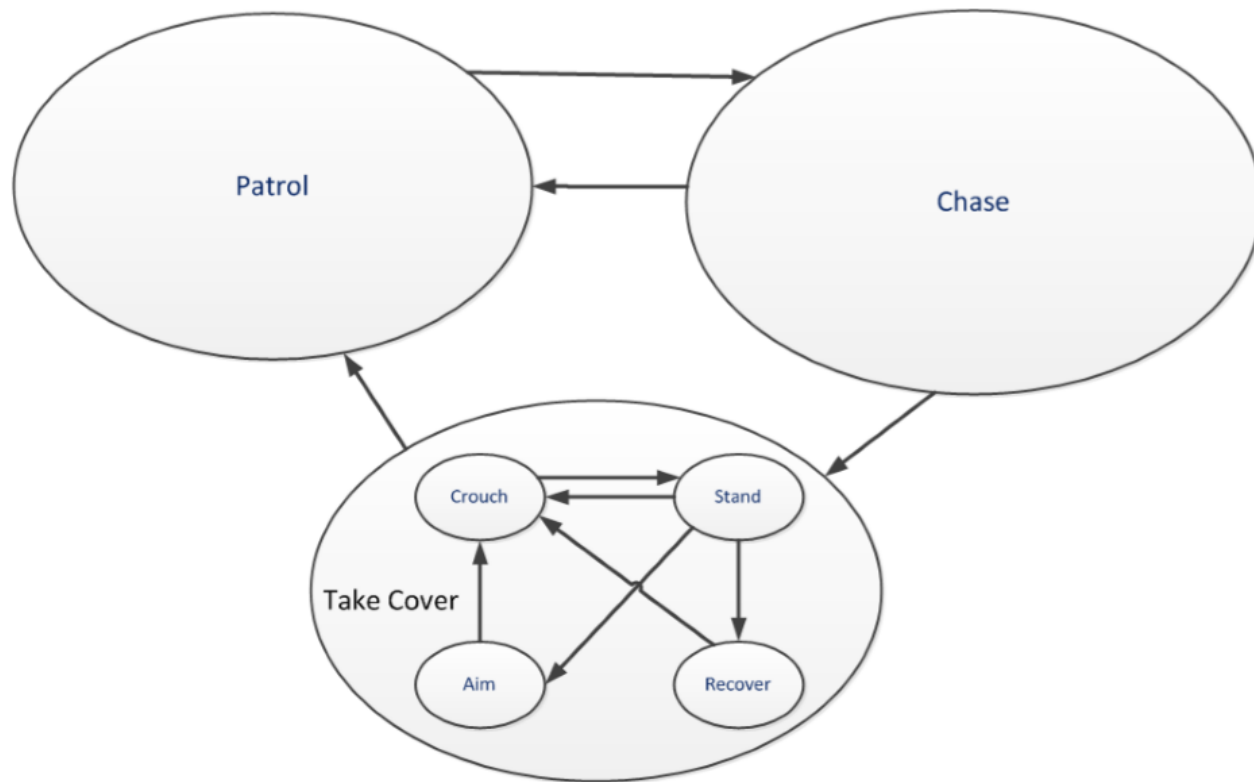 Patrol
Chase
Crouch
Stand
Take Cover
Aim
Recover